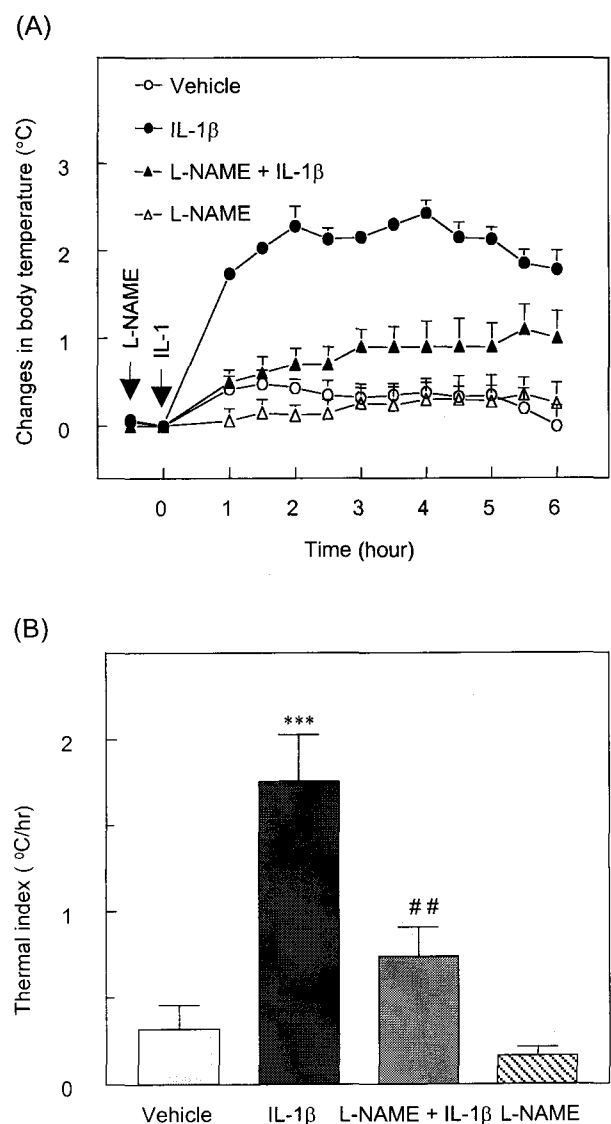 (A)
Vehicle
IL-1β
L-NAME + IL-1β
L-NAME
Changes in body temperature (°C)
3
2
1
0
L-NAME
IL-1
0 1 2 3 4 5 6
Time (hour)
(B)
Thermal index ( °C/hr)
2
1
0
***
##
Vehicle IL-1β L-NAME + IL-1β L-NAME